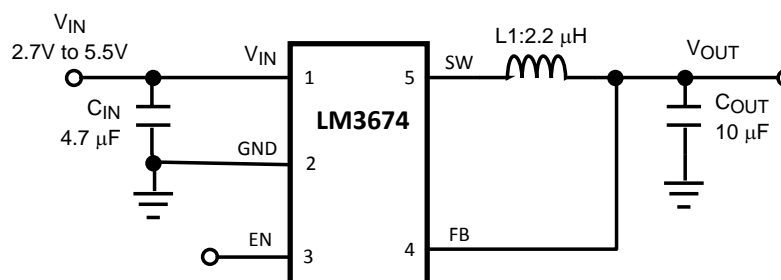 VIN
2.7V to 5.5V
VIN
1
CIN
4.7 μF
GND
2
EN
3
LM3674
5
SW
L1:2.2 μH
VOUT
COUT
10 μF
4
FB